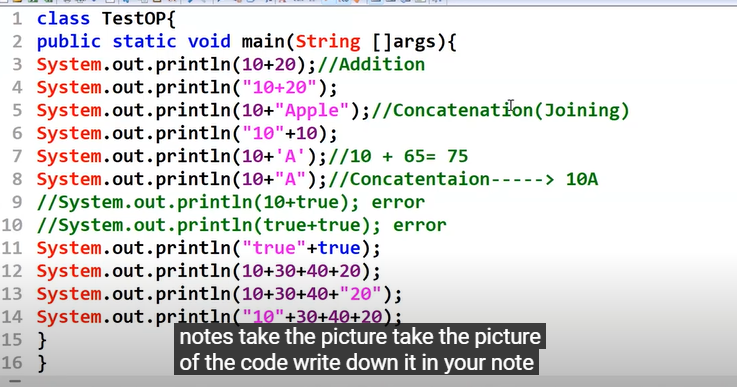 1 class TestOP{
2 public static void main(String []args){
3 System.out.println(10+20);//Addition
4 System.out.println("10+20");
5 System.out.println(10+"Apple");//Concatenation(Joining)
6 System.out.println("10"+10);
7 System.out.println(10+'A');//10 + 65= 75
8 System.out.println(10+"A");//Concatentaion-----> 10A
9 //System.out.println(10+true); error
10 //System.out.println(true+true); error
11 System.out.println("true"+true);
12 System.out.println(10+30+40+20);
13 System.out.println(10+30+40+"20");
14 System.out.println("10"+30+40+20);
15 }
16 }
notes take the picture take the picture
of the code write down it in your note